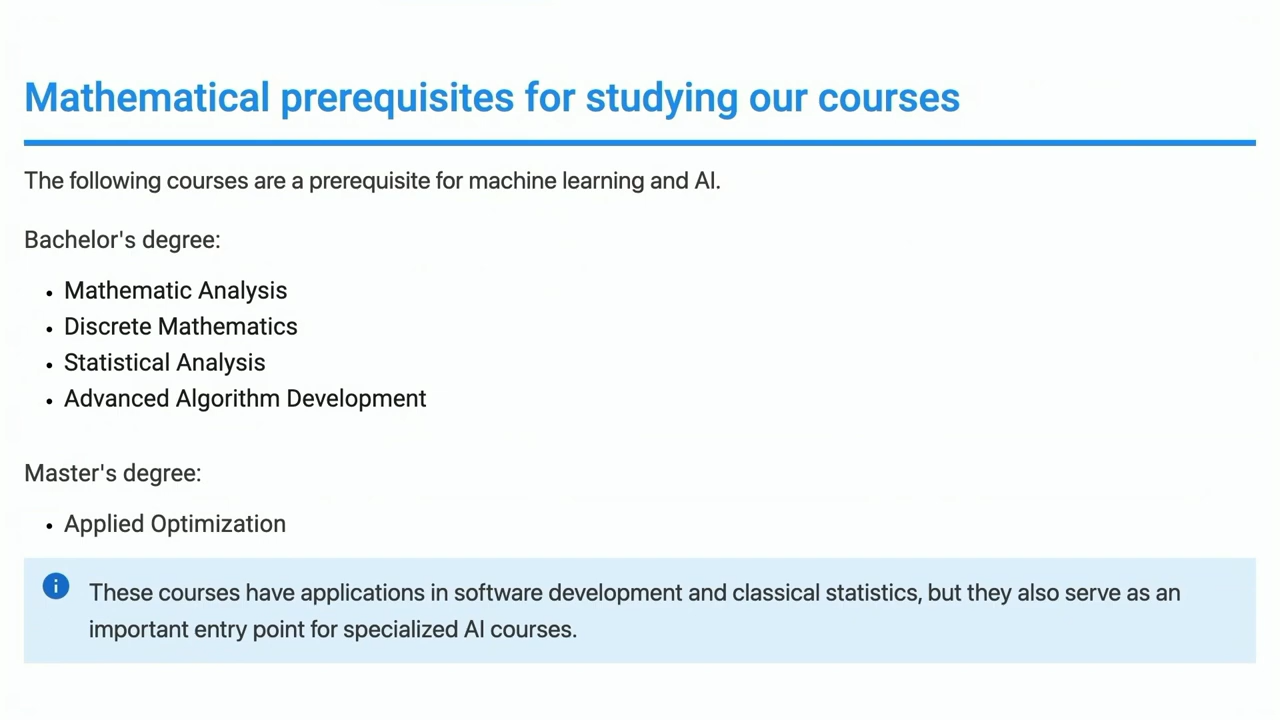 Mathematical prerequisites for studying our courses
The following courses are a prerequisite for machine learning and AI.
Bachelor's degree:
• Mathematic Analysis
• Discrete Mathematics
• Statistical Analysis
• Advanced Algorithm Development
Master's degree:
• Applied Optimization
These courses have applications in software development and classical statistics, but they also serve as an
important entry point for specialized AI courses.